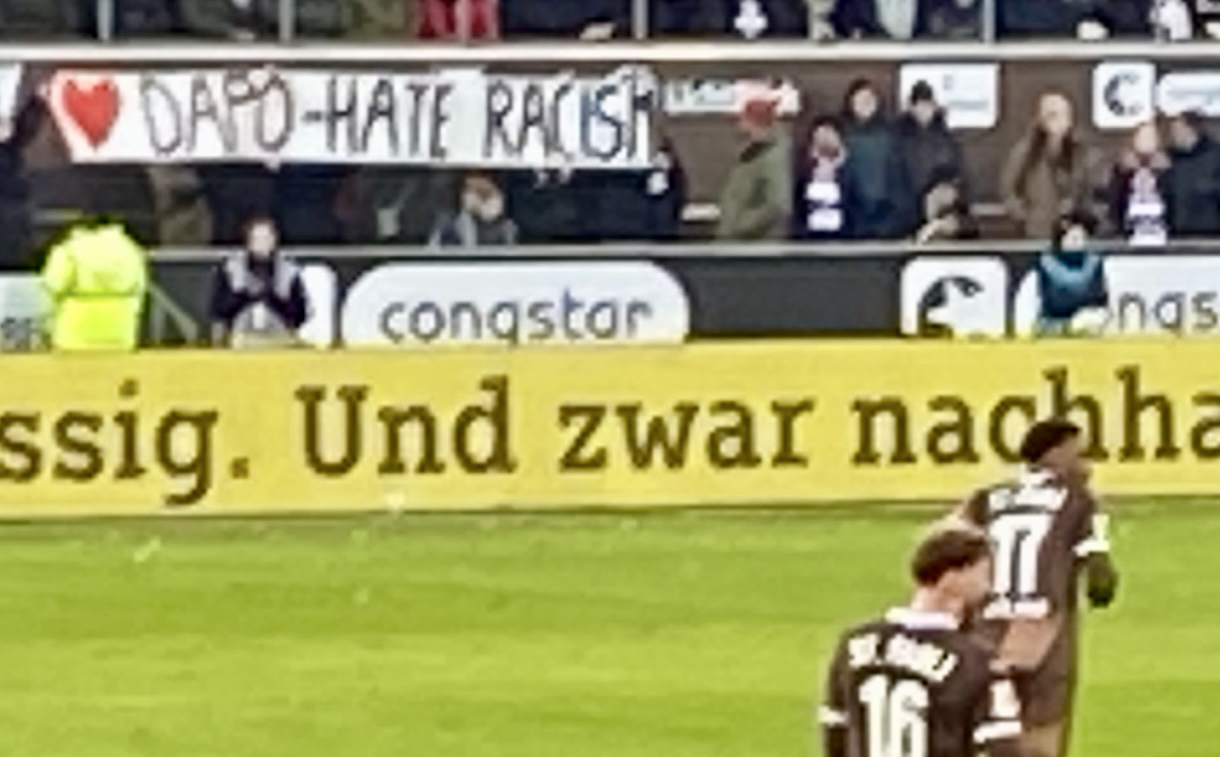 DAPO-HATE RACISM
congstar
ongs
ssig. Und zwar nachha
17
ST. PAULI
16